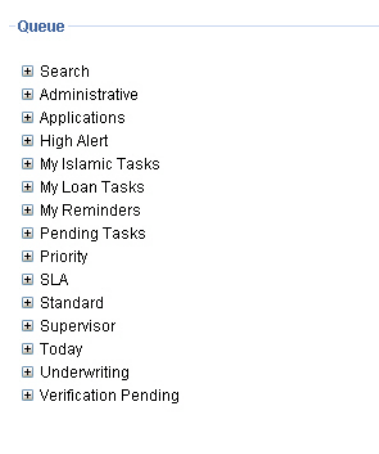 Queue
Search
Administrative
Applications
High Alert
My Islamic Tasks
My Loan Tasks
My Reminders
Pending Tasks
Priority
SLA
Standard
Supervisor
Today
Underwriting
Verification Pending